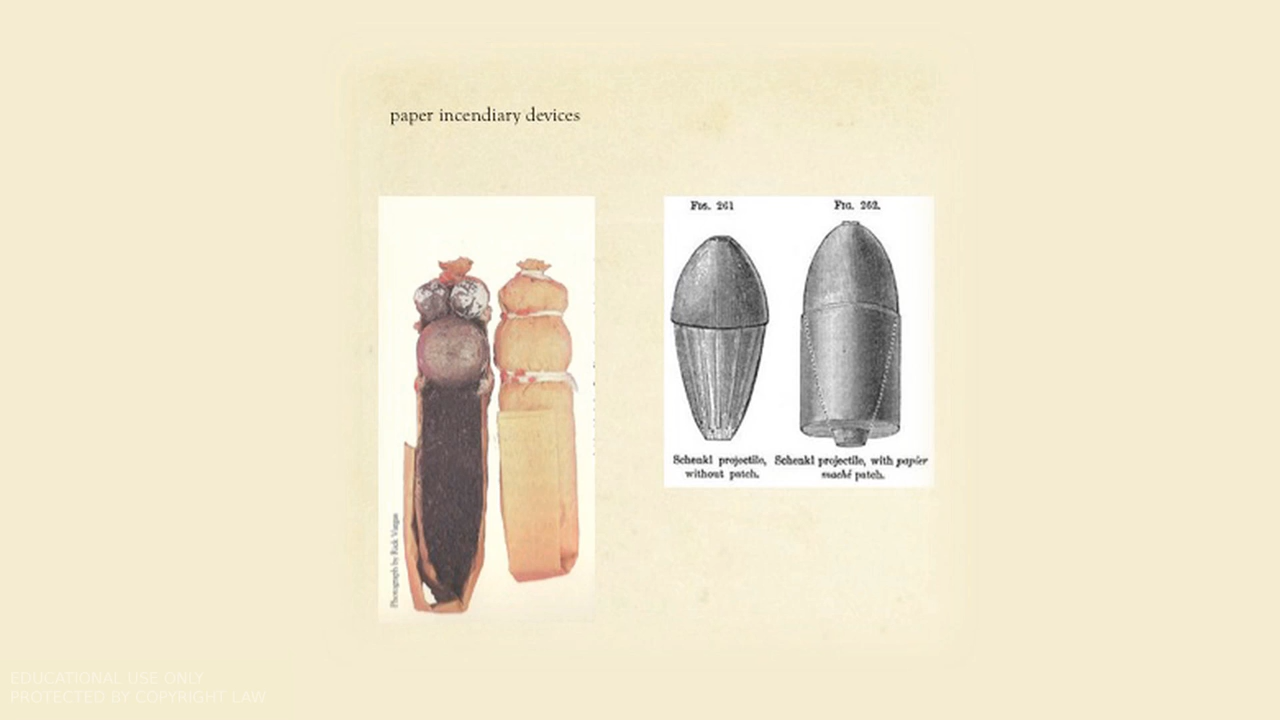 paper incendiary devices
Photograph by Rick Vargas
FIG. 261
FIG. 262.
Schenkl projectile,
without patch.
Schenkl projectile, with papier
maché patch.
EDUCATIONAL USE ONLY
PROTECTED BY COPYRIGHT LAW